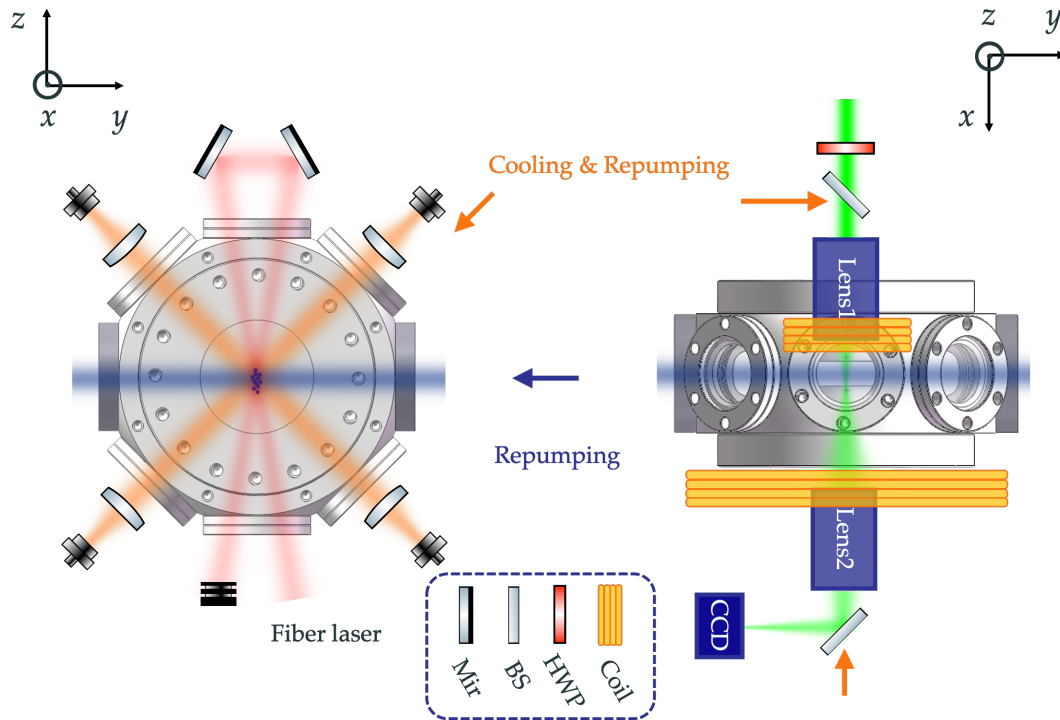 z
x
y
z
y
x
Cooling & Repumping
Lens1
Repumping
Lens2
CCD
Fiber laser
Mir
BS
HWP
Coil